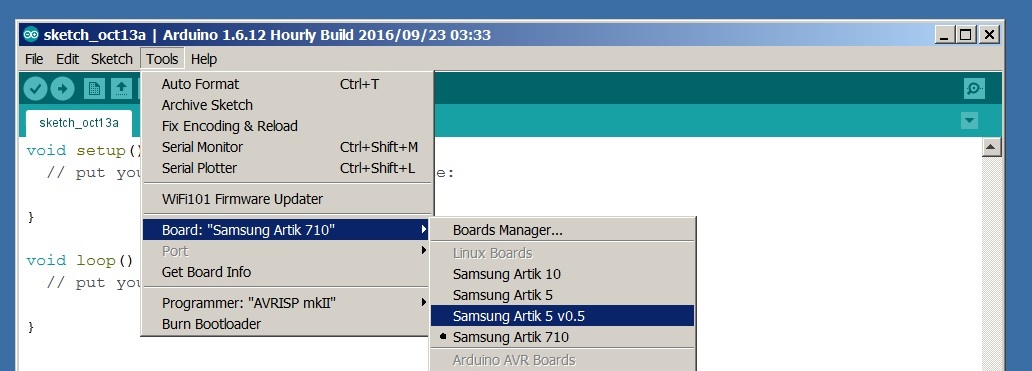 sketch_oct13a | Arduino 1.6.12 Hourly Build 2016/09/23 03:33
File Edit Sketch Tools Help
Auto Format Ctrl+T
Archive Sketch
Fix Encoding & Reload
Serial Monitor Ctrl+Shift+M
Serial Plotter Ctrl+Shift+L
WiFi101 Firmware Updater
Board: "Samsung Artik 710"
Port
Get Board Info
Programmer: "AVRISP mkII"
Burn Bootloader
Boards Manager...
Linux Boards
Samsung Artik 10
Samsung Artik 5
Samsung Artik 5 v0.5
Samsung Artik 710
Arduino AVR Boards
sketch_oct13a
void setup()
// put you e:
}
void loop()
// put you
}